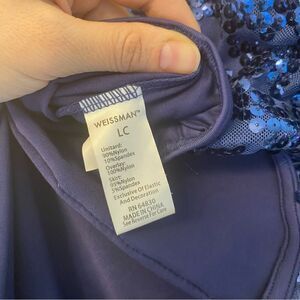 WEISSMAN™
LC
Unitard:
90%Nylon
10%Spandex
Overlay:
100%Nylon
Skirt:
95%Nylon
5%Spandex
Exclusive Of Elastic
And Decoration
RN 64830
MADE IN CHINA
See Reverse For Care